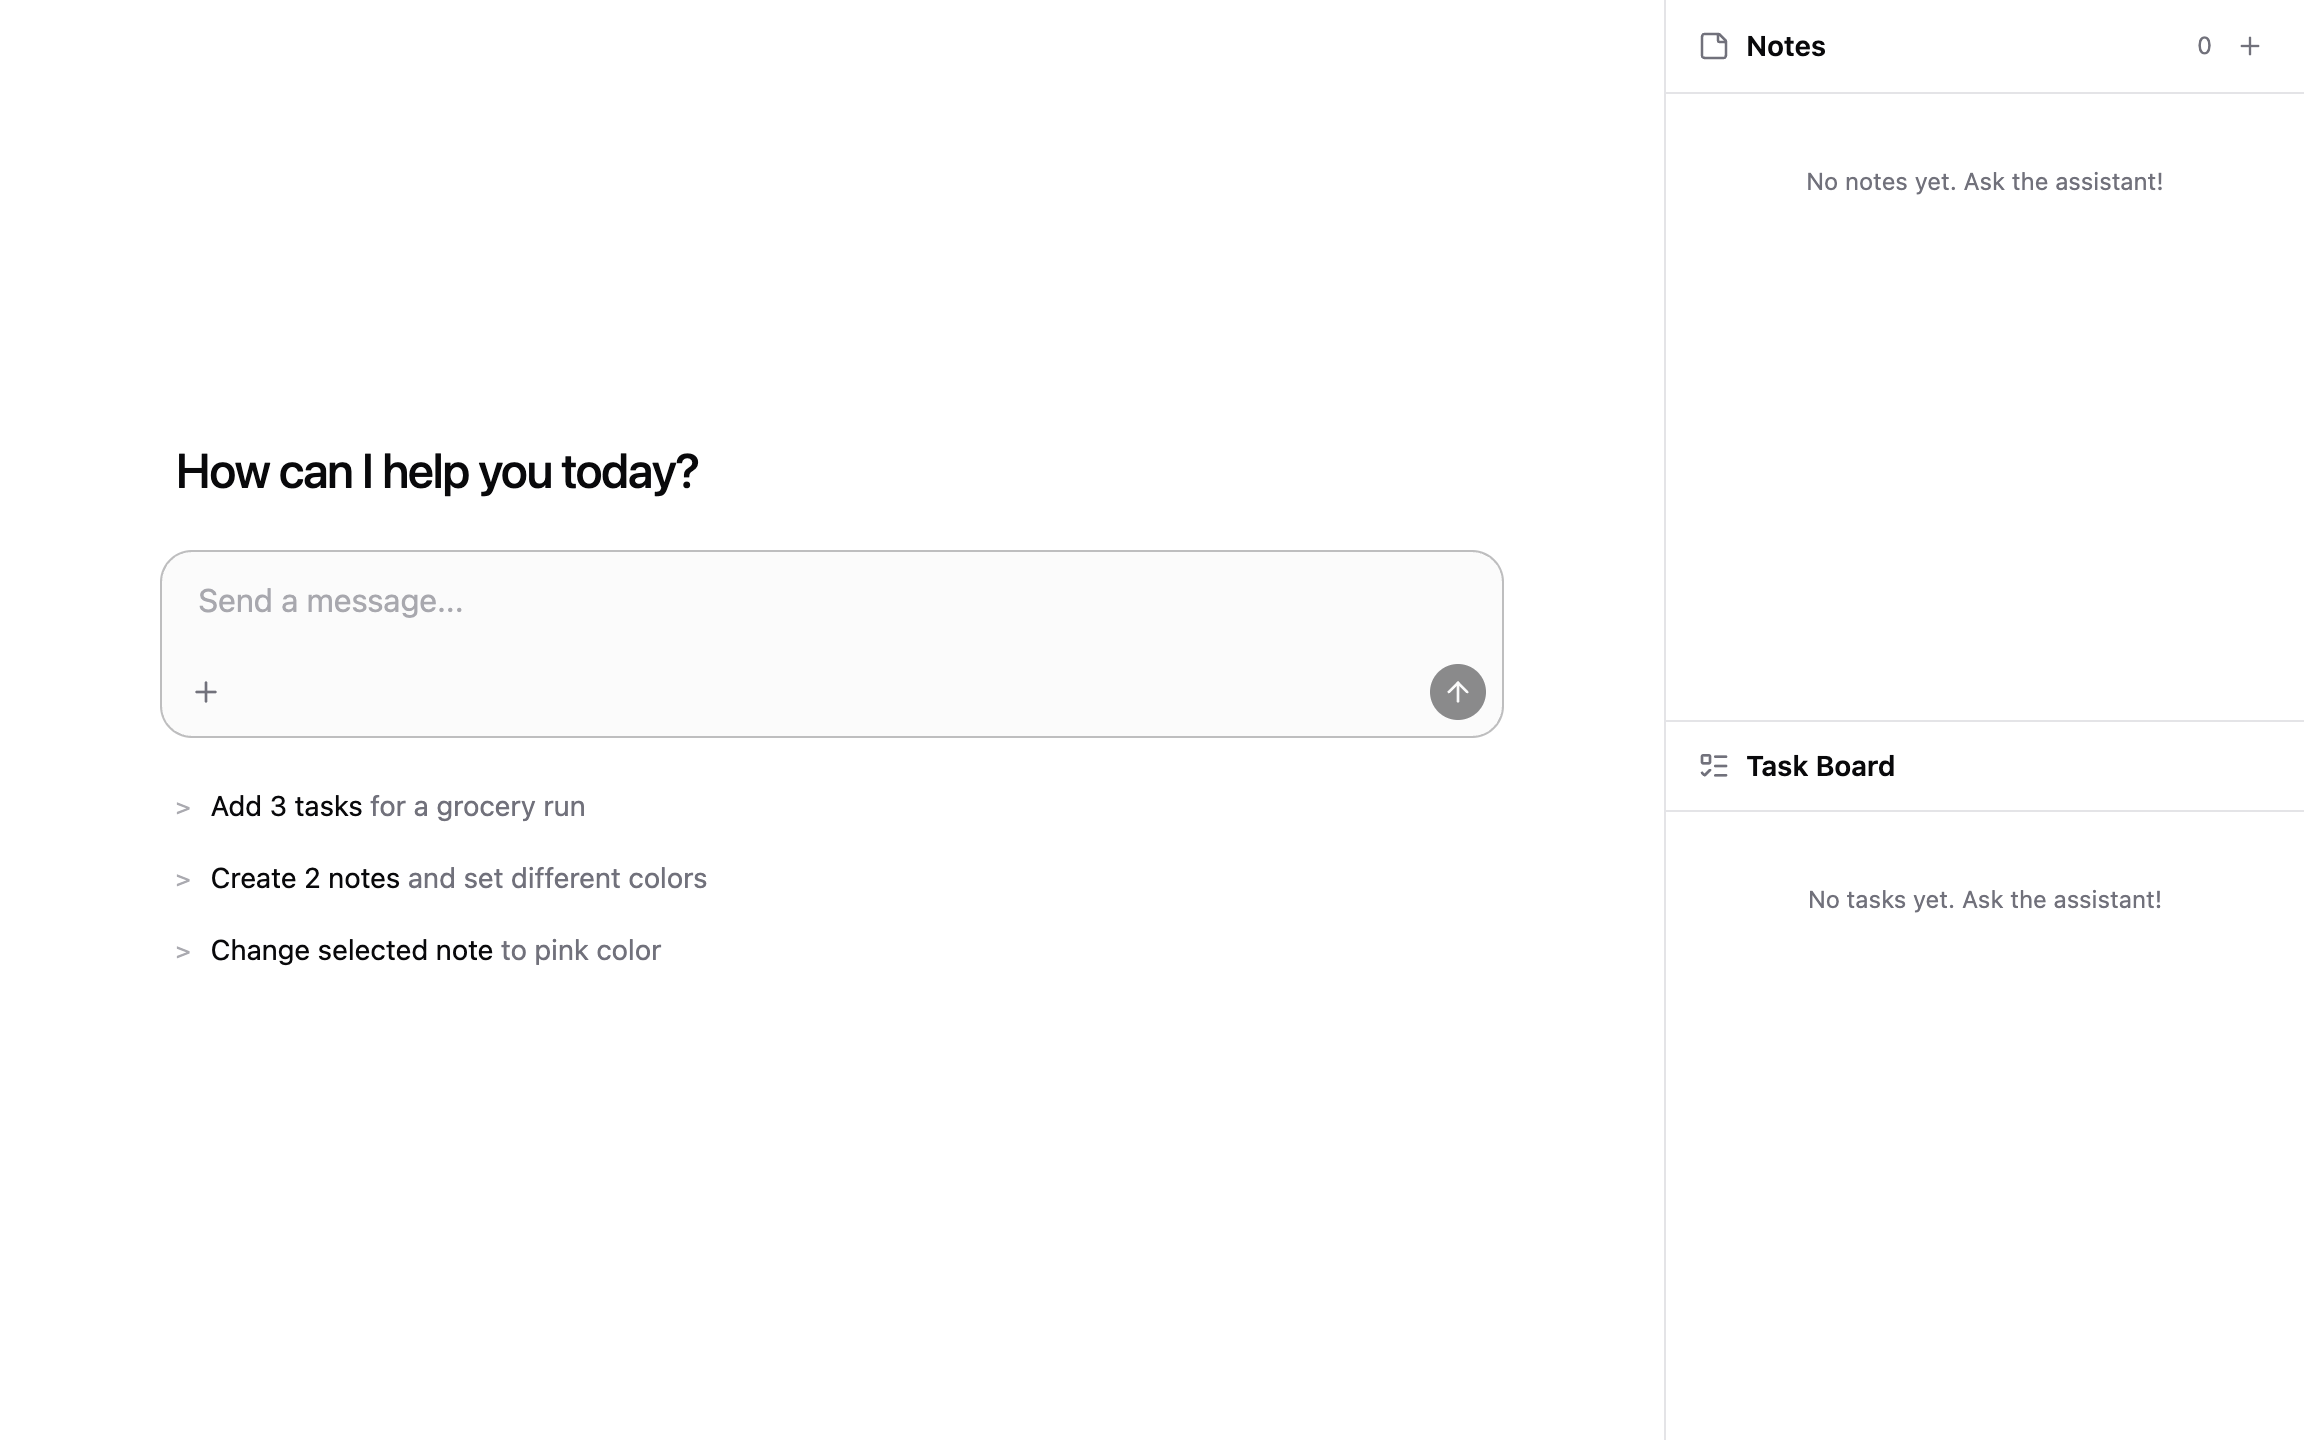 How can I help you today?
Send a message...
> Add 3 tasks for a grocery run
> Create 2 notes and set different colors
> Change selected note to pink color
Notes 0
No notes yet. Ask the assistant!
Task Board
No tasks yet. Ask the assistant!